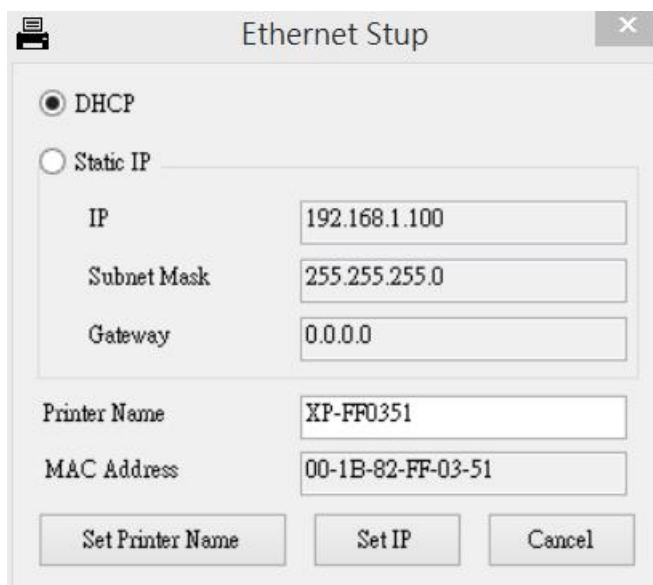 Ethernet Stup
DHCP
Static IP
IP 192.168.1.100
Subnet Mask 255.255.255.0
Gateway 0.0.0.0
Printer Name XP-FF0351
MAC Address 00-1B-82-FF-03-51
Set Printer Name Set IP Cancel